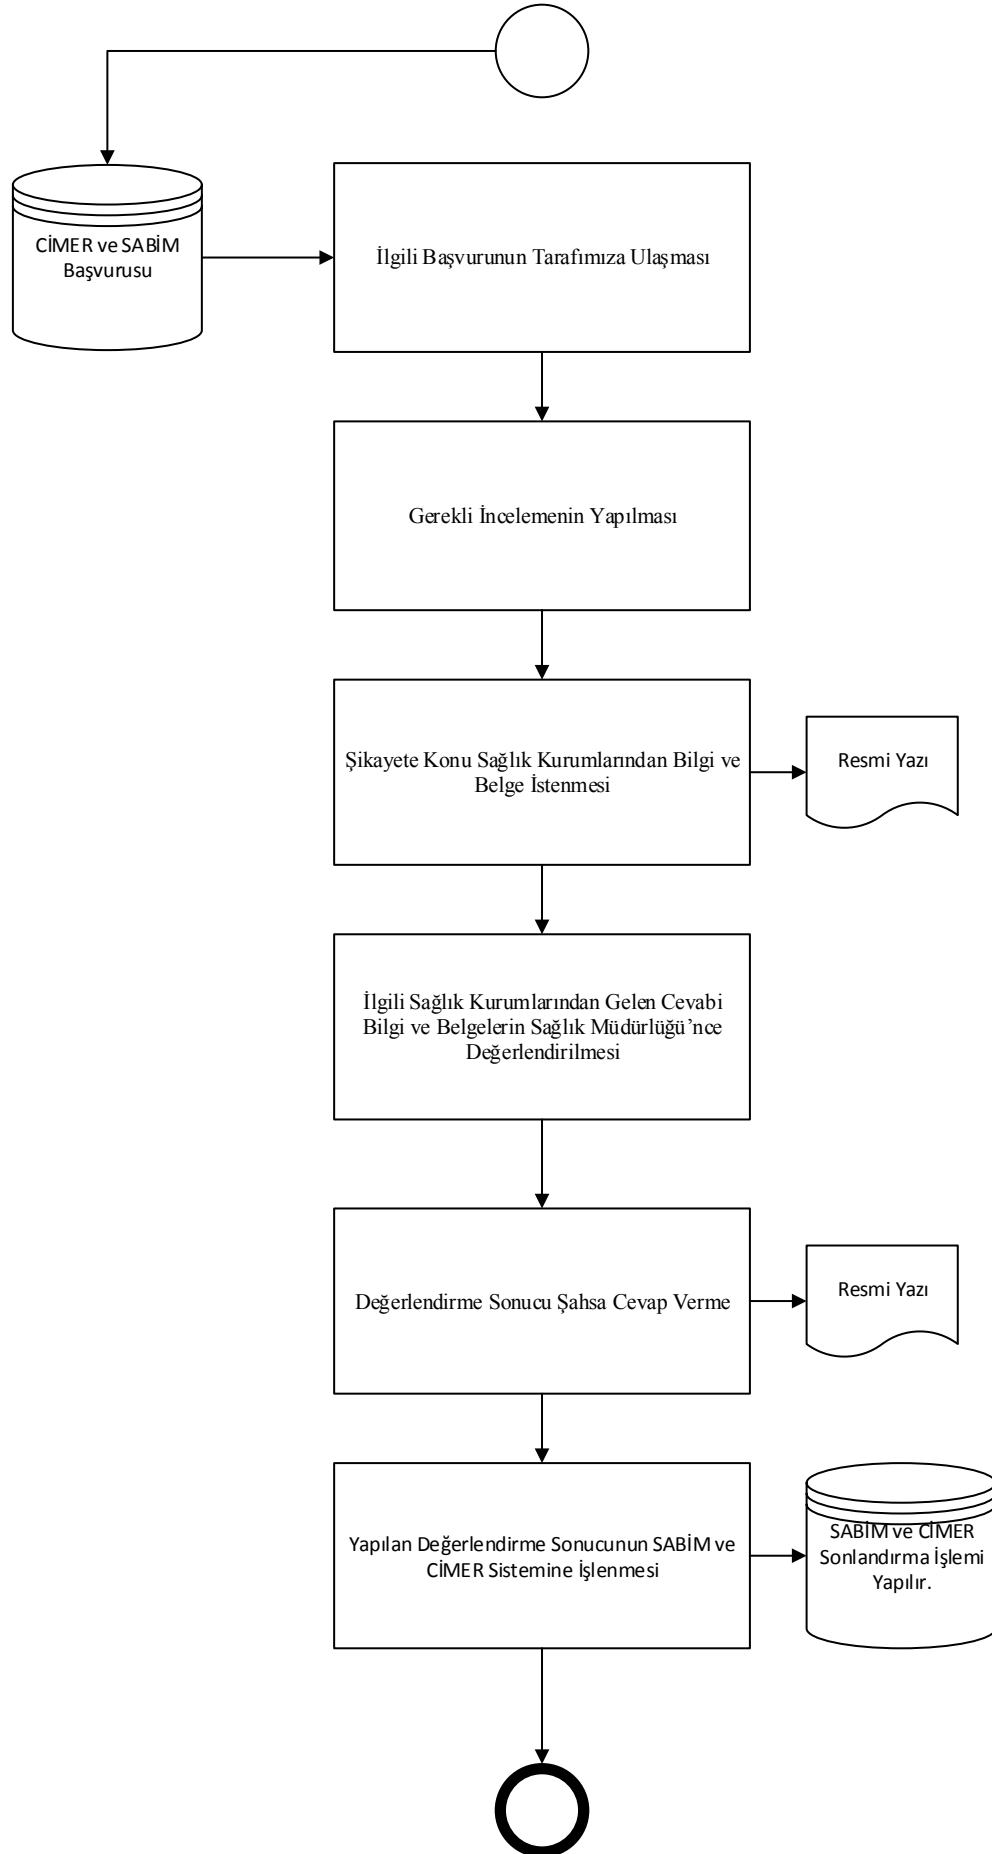 CİMER ve SABİM
Başvurusu
İlgili Başvurunun Tarafımıza Ulaşması
Gerekli İncelemenin Yapılması
Şikayete Konu Sağlık Kurumlarından Bilgi ve
Belge İstenmesi
Resmi Yazı
İlgili Sağlık Kurumlarından Gelen Cevabi
Bilgi ve Belgelerin Sağlık Müdürlüğü’nce
Değerlendirilmesi
Değerlendirme Sonucu Şahsa Cevap Verme
Resmi Yazı
Yapılan Değerlendirme Sonucunun SABİM ve
CİMER Sistemine İşlenmesi
SABİM ve CİMER
Sonlandırma İşlemi
Yapılır.